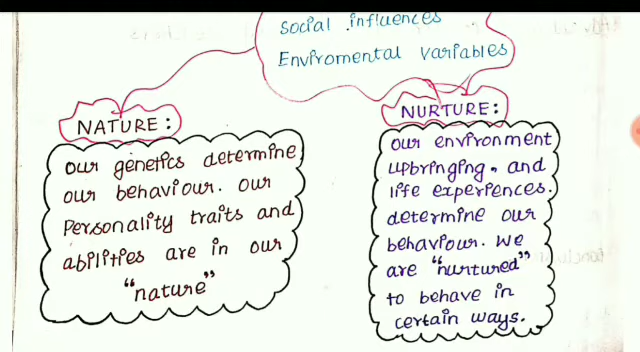 Social influences
Enviromental variables
NATURE:
our genetics determine
our behaviour. our
personality traits and
abilities are in our
"nature"
NURTURE:
our environment
upbringing, and
life experiences.
determine our
behaviour. We
are "nurtured"
to behave in
certain ways.